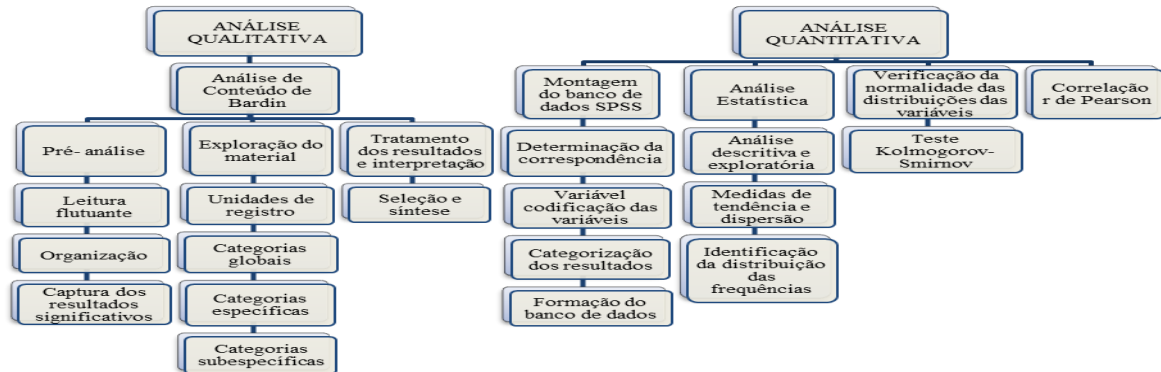 ANÁLISE
QUALITATIVA
Análise de
Conteúdo de
Bardin
Pré- análise
Leitura
flutuante
Organização
Captura dos
resultados
significativos
Exploração do
material
Unidades de
registro
Categorias
globais
Categorias
específicas
Categorias
subespecíficas
Tratamento
dos resultados
e interpretação
Seleção e
síntese
ANÁLISE
QUANTITATIVA
Montagem
do banco de
dados SPSS
Determinação da
correspondência
Variável
codificação das
variáveis
Categorização
dos resultados
Formação do
banco de dados
Análise
Estatística
Análise
descritiva e
exploratória
Medidas de
tendência e
dispersão
Identificação
da distribuição
das
frequências
Verificação da
normalidade das
distribuições das
variáveis
Teste
Kolmogorov-
Smirnov
Correlação
r de Pearson